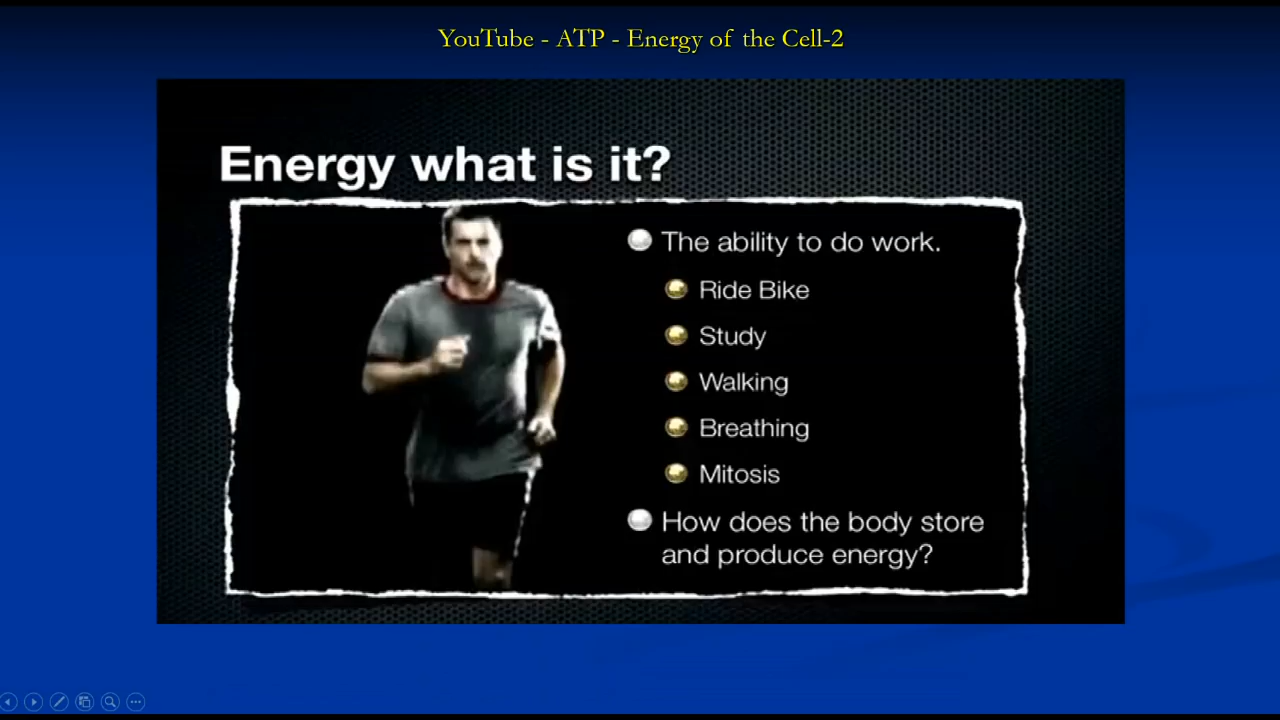 YouTube - ATP - Energy of the Cell-2
Energy what is it?
The ability to do work.
Ride Bike
Study
Walking
Breathing
Mitosis
How does the body store
and produce energy?